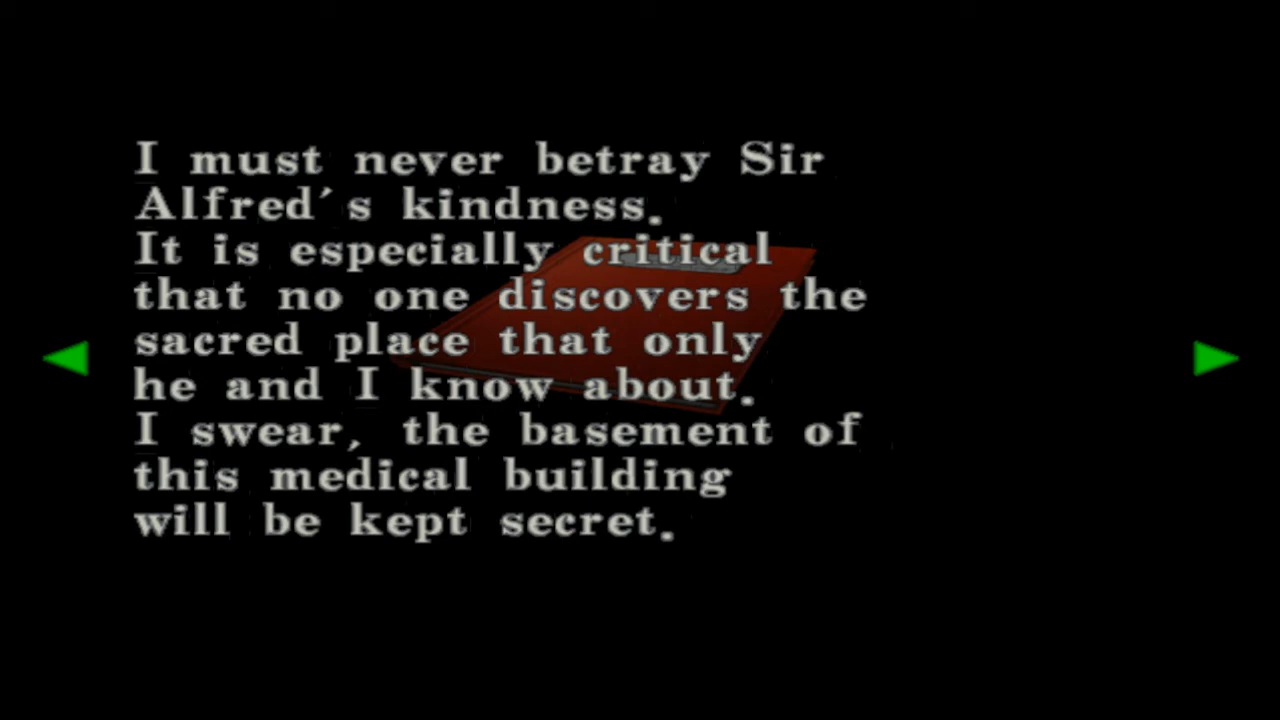 I must never betray Sir
Alfred's kindness.
It is especially critical
that no one discovers the
sacred place that only
he and I know about.
I swear, the basement of
this medical building
will be kept secret.